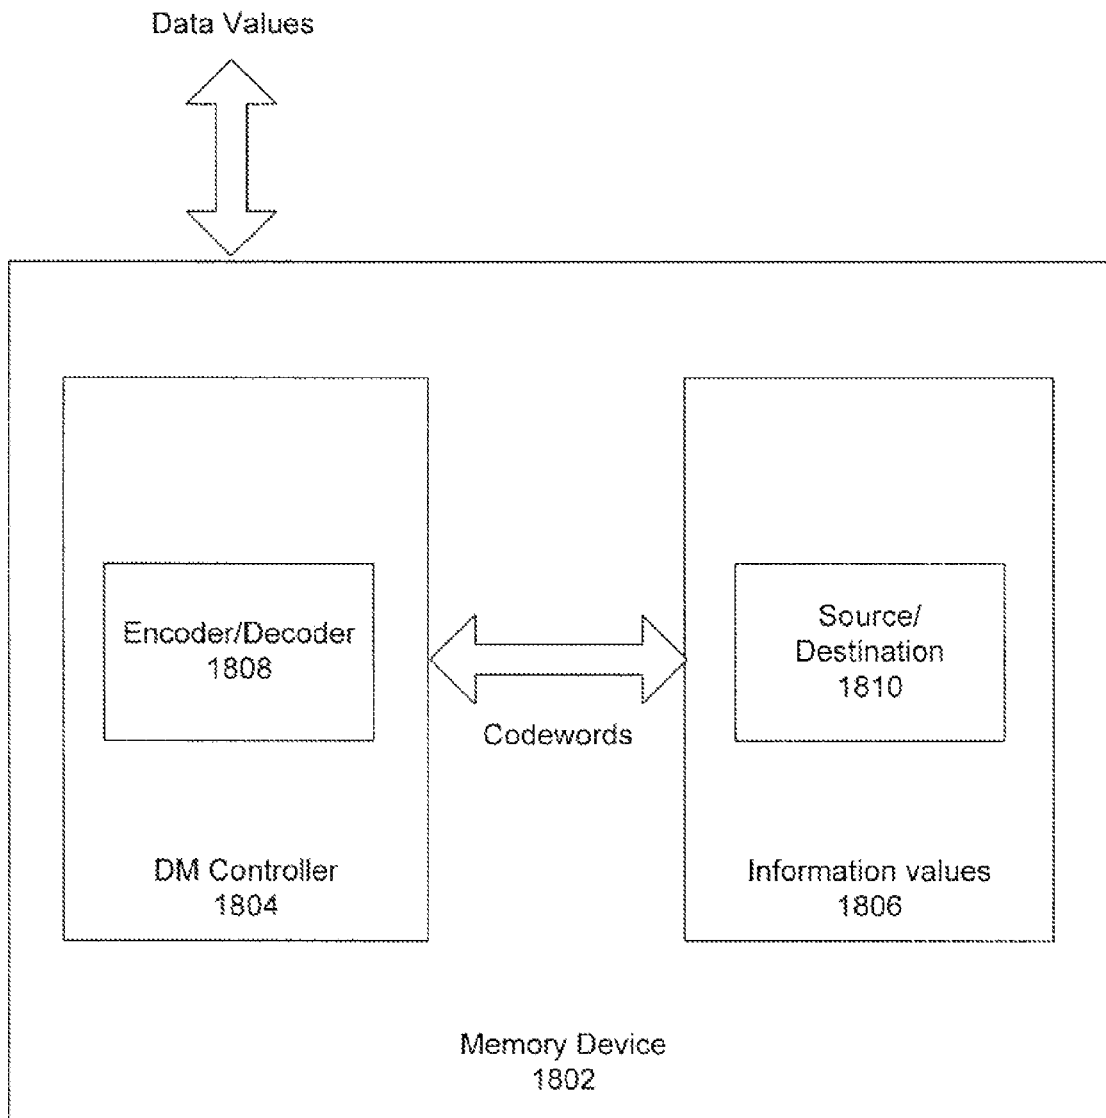 Data Values
Encoder/Decoder
1808
Source/
Destination
1810
Codewords
DM Controller
1804
Information values
1806
Memory Device
1802